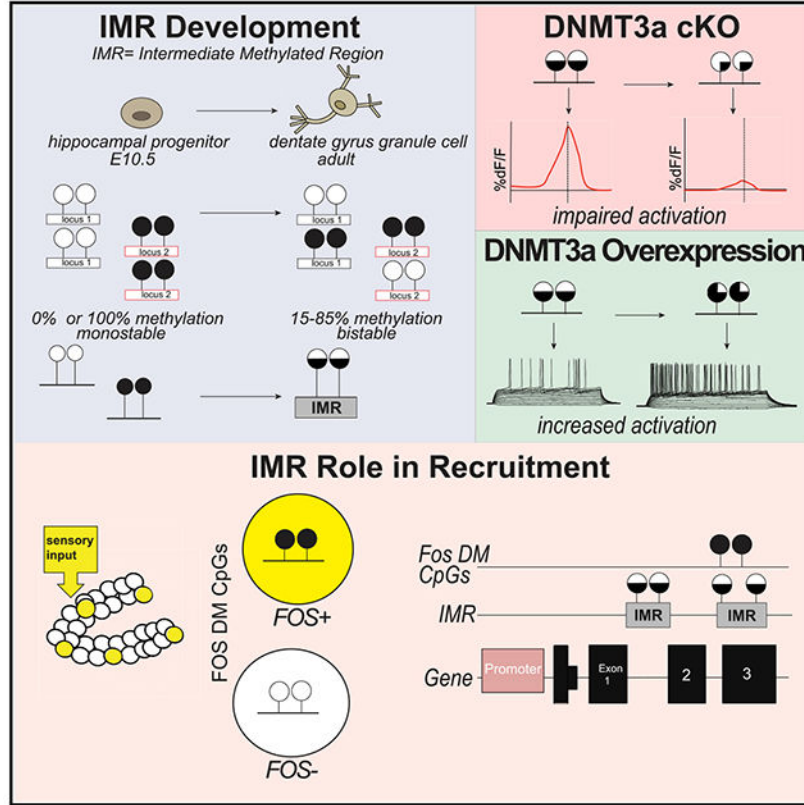 IMR Development
IMR= Intermediate Methylated Region
hippocampal progenitor
E10.5
dentate gyrus granule cell
adult
locus 1
locus 1
locus 2
locus 2
locus 1
locus 1
locus 2
locus 2
0% or 100% methylation
monostable
15-85% methylation
bistable
IMR
DNMT3a cKO
%dF/F
%dF/F
impaired activation
DNMT3a Overexpression
increased activation
IMR Role in Recruitment
sensory
input
FOS DM CpGs
FOS+
FOS-
Fos DM
CpGs
IMR
IMR
IMR
Gene
Promoter
Exon
1
2
3